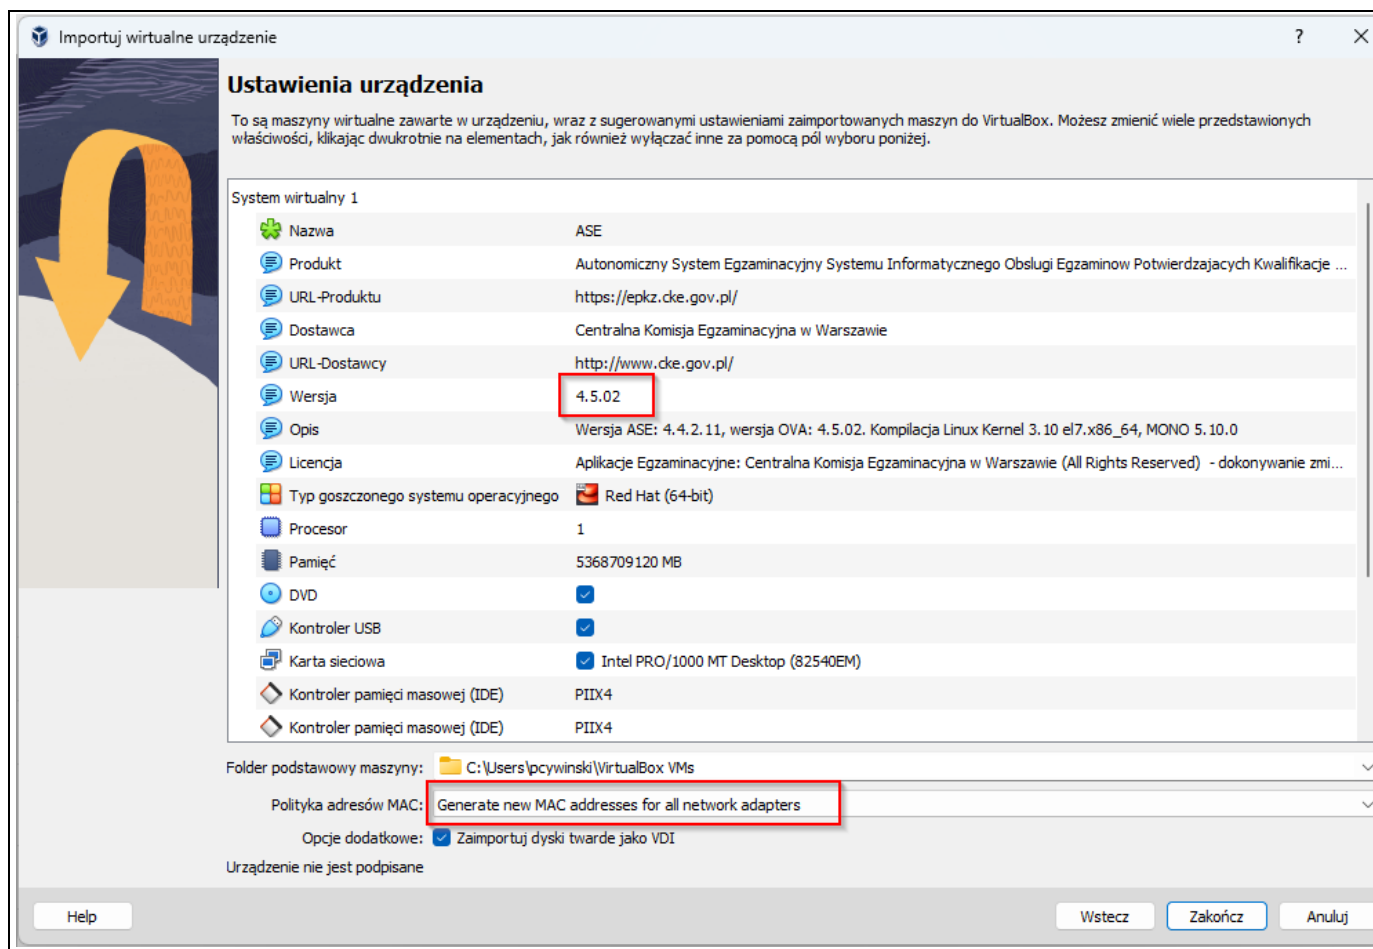 Importuj wirtualne urządzenie
?
Ustawienia urządzenia
To są maszyny wirtualne zawarte w urządzeniu, wraz z sugerowanymi ustawieniami zaimportowanych maszyn do VirtualBox. Możesz zmienić wiele przedstawionych
właściwości, klikając dwukrotnie na elementach, jak również wyłączać inne za pomocą pól wyboru poniżej.
System wirtualny 1
Nazwa ASE
Produkt Autonomiczny System Egzaminacyjny Systemu Informatycznego Obslugi Egzaminow Potwierdzajacych Kwalifikacje ...
URL-Produktu https://epkz.cke.gov.pl/
Dostawca Centralna Komisja Egzaminacyjna w Warszawie
URL-Dostawcy http://www.cke.gov.pl/
Wersja 4.5.02
Opis Wersja ASE: 4.4.2.11, wersja OVA: 4.5.02. Kompilacja Linux Kernel 3.10 el7.x86_64, MONO 5.10.0
Licencja Aplikacje Egzaminacyjne: Centralna Komisja Egzaminacyjna w Warszawie (All Rights Reserved) - dokonywanie zmi...
Typ goszczonego systemu operacyjnego Red Hat (64-bit)
Procesor 1
Pamięć 5368709120 MB
DVD
Kontroler USB
Karta sieciowa Intel PRO/1000 MT Desktop (82540EM)
Kontroler pamięci masowej (IDE) PIIX4
Kontroler pamięci masowej (IDE) PIIX4
Folder podstawowy maszyny: C:\Users\pcywinski\VirtualBox VMs
Polityka adresów MAC: Generate new MAC addresses for all network adapters
Opcje dodatkowe: Zaimportuj dyski twarde jako VDI
Urządzenie nie jest podpisane
Help Wstecz Zakończ Anuluj